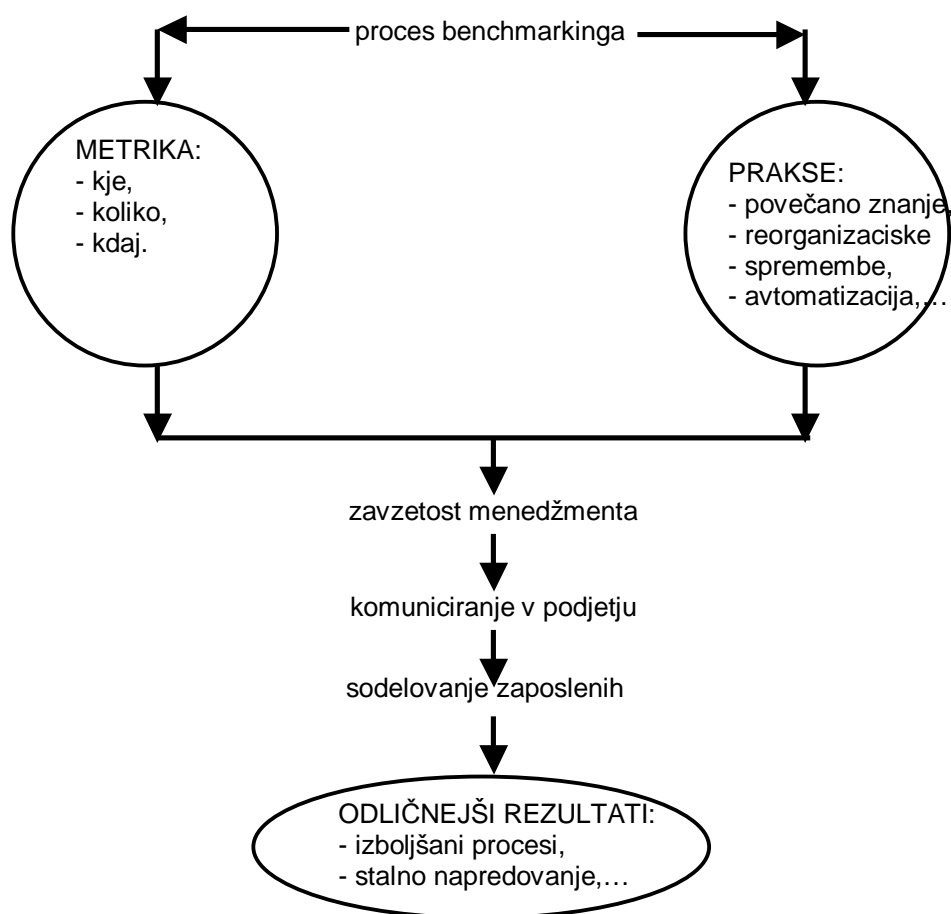 proces benchmarkinga
METRIKA:
- kje,
- koliko,
- kdaj.
PRAKSE:
- povečano znanje,
- reorganizaciske
- spremembe,
- avtomatizacija,…
zavzetost menedžmenta
komuniciranje v podjetju
sodelovanje zaposlenih
ODLIČNEJŠI REZULTATI:
- izboljšani procesi,
- stalno napredovanje,…